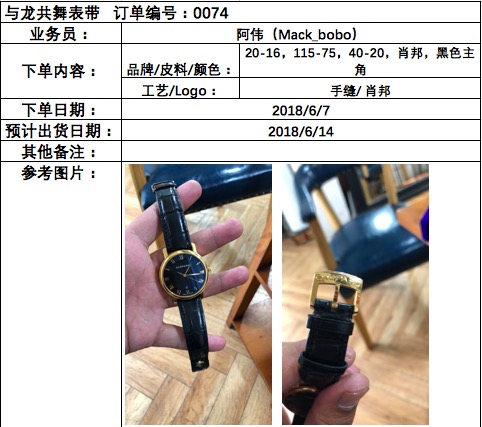 与龙共舞表带 订单编号：0074
业务员： 阿伟（Mack_bobo）
下单内容： 品牌/皮料/颜色： 20-16，115-75，40-20，肖邦，黑色主角
工艺/Logo： 手缝/ 肖邦
下单日期： 2018/6/7
预计出货日期： 2018/6/14
其他备注：
参考图片：